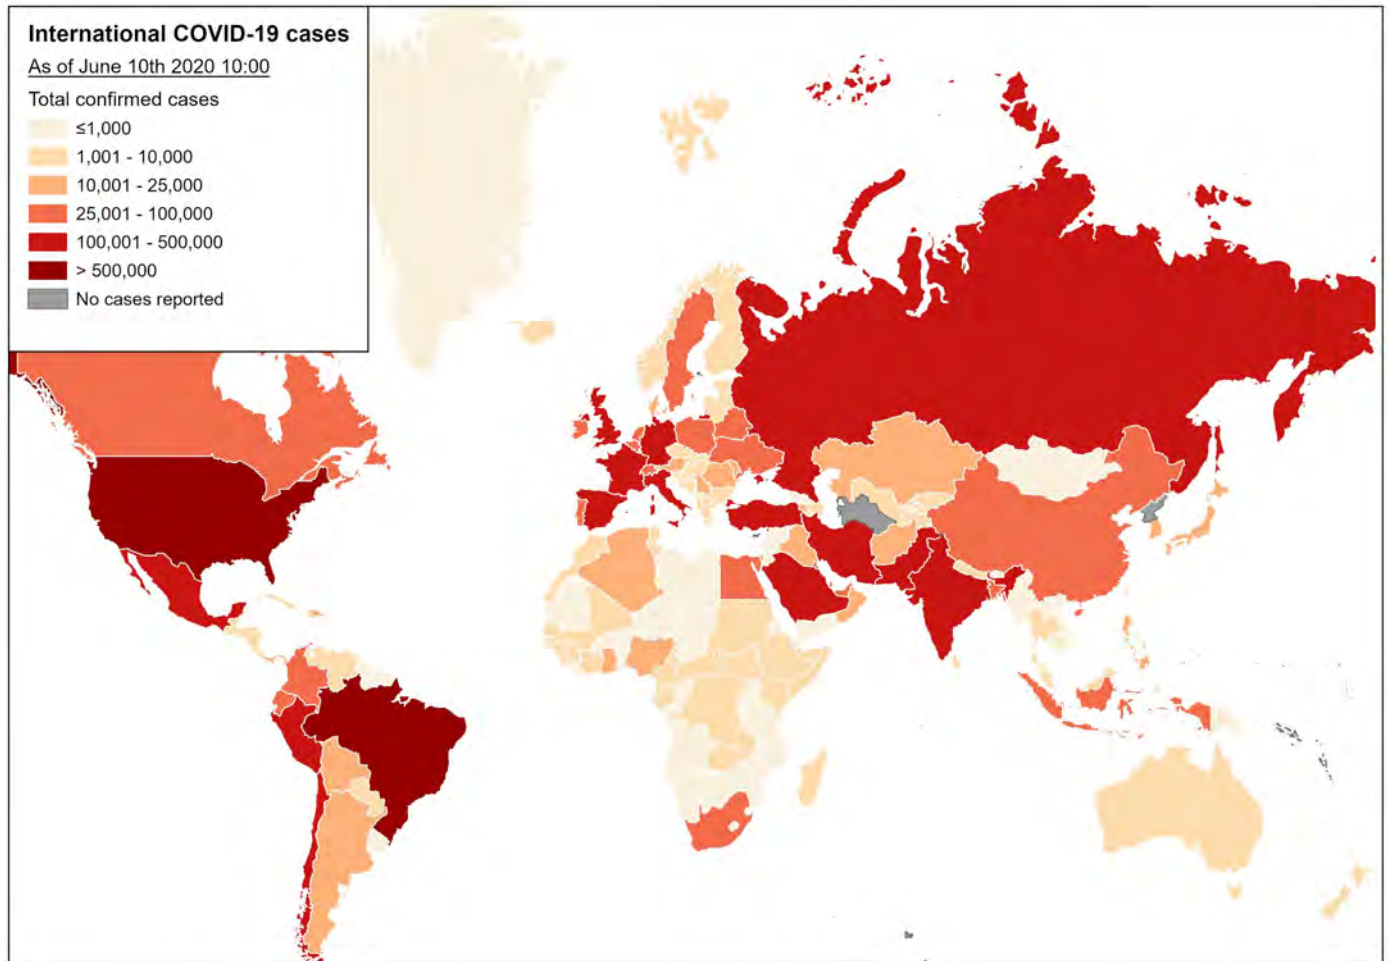 International COVID-19 cases
As of June 10th 2020 10:00
Total confirmed cases
≤1,000
1,001 - 10,000
10,001 - 25,000
25,001 - 100,000
100,001 - 500,000
> 500,000
No cases reported